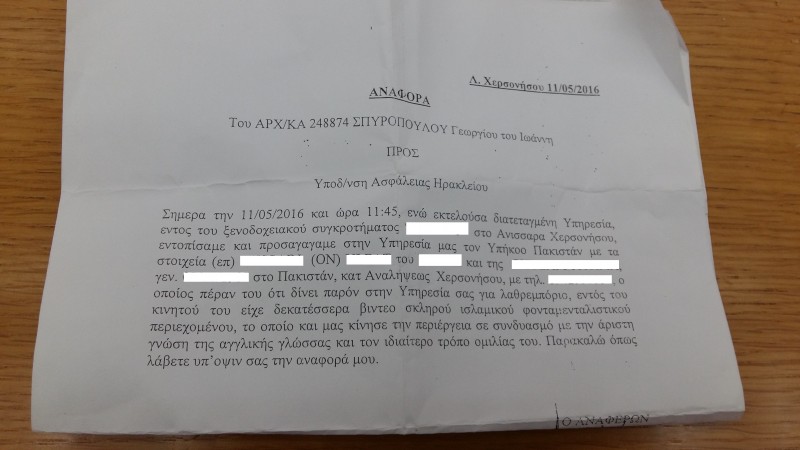 Λ. Χερσονήσου 11/05/2016
ΑΝΑΦΟΡΑ
Του ΑΡΧ/ΚΑ 248874 ΣΠΥΡΟΠΟΥΛΟΥ Γεωργίου του Ιωάννη
ΠΡΟΣ
Υποδ/νση Ασφάλειας Ηρακλείου
Σημερα την 11/05/2016 και ώρα 11:45, ενώ εκτελούσα διατεταγμένη Υπηρεσία,
εντος του ξενοδοχειακού συγκροτήματος στο Ανισσαρα Χερσονήσου,
εντοπίσαμε και προσαγαγαμε στην Υπηρεσία μας τον Υπήκοο Πακιστάν με τα
στοιχεία (επ) (ΟΝ) του και της
γεν. στο Πακιστάν, κατ Αναλήψεως Χερσονήσου, με τηλ. , ο
οποίος πέραν του ότι δίνει παρόν στην Υπηρεσία σας για λαθρεμπόριο, εντός του
κινητού του είχε δεκατέσσερα βιντεο σκληρού ισλαμικού φονταμενταλιστικού
περιεχομένου, το οποίο και μας κίνησε την περιέργεια σε συνδυασμό με την άριστη
γνώση της αγγλικής γλώσσας και τον ιδιαίτερο τρόπο ομιλίας του. Παρακαλώ όπως
λάβετε υπ'οψιν σας την αναφορά μου.
Ο ΑΝΑΦΕΡΩΝ